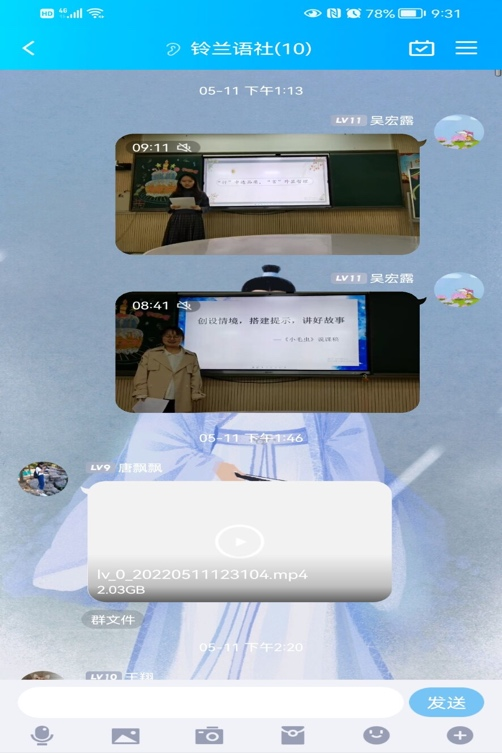 HD 4G 78% 9:31
铃兰语社(10)
05-11 下午1:13
LV11 吴宏露
09:11
LV11 吴宏露
08:41
创设情境，搭建提示，讲好故事
—《小毛虫》说课稿
05-11 下午1:46
LV9 唐飘飘
lv_0_20220511123104.mp4
2.03GB
群文件
05-11 下午2:20
LV10 王翔
发送